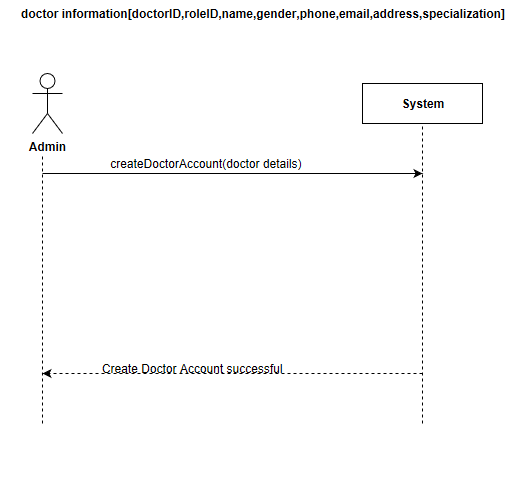 doctor information[doctorID,roleID,name,gender,phone,email,address,specialization]
System
Admin
createDoctorAccount(doctor details)
Create Doctor Account successful